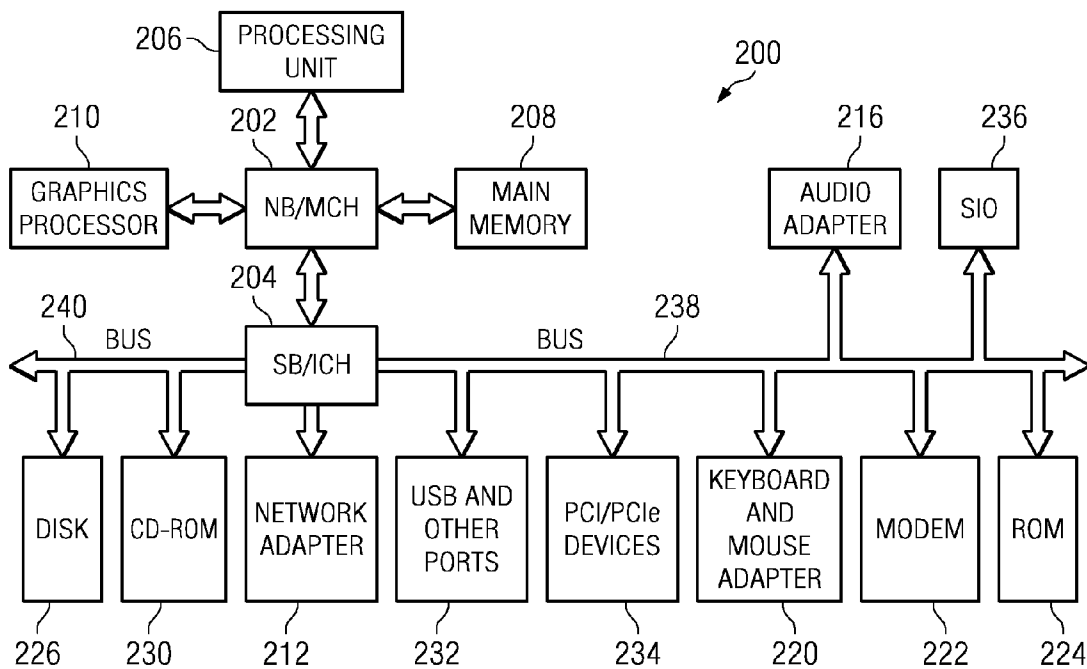 206
PROCESSING
UNIT
200
210
202
208
216
236
GRAPHICS
PROCESSOR
NB/MCH
MAIN
MEMORY
AUDIO
ADAPTER
SIO
204
240
BUS
SB/ICH
BUS
238
DISK
CD-ROM
NETWORK
ADAPTER
USB AND
OTHER
PORTS
PCI/PCIe
DEVICES
KEYBOARD
AND
MOUSE
ADAPTER
MODEM
ROM
226
230
212
232
234
220
222
224